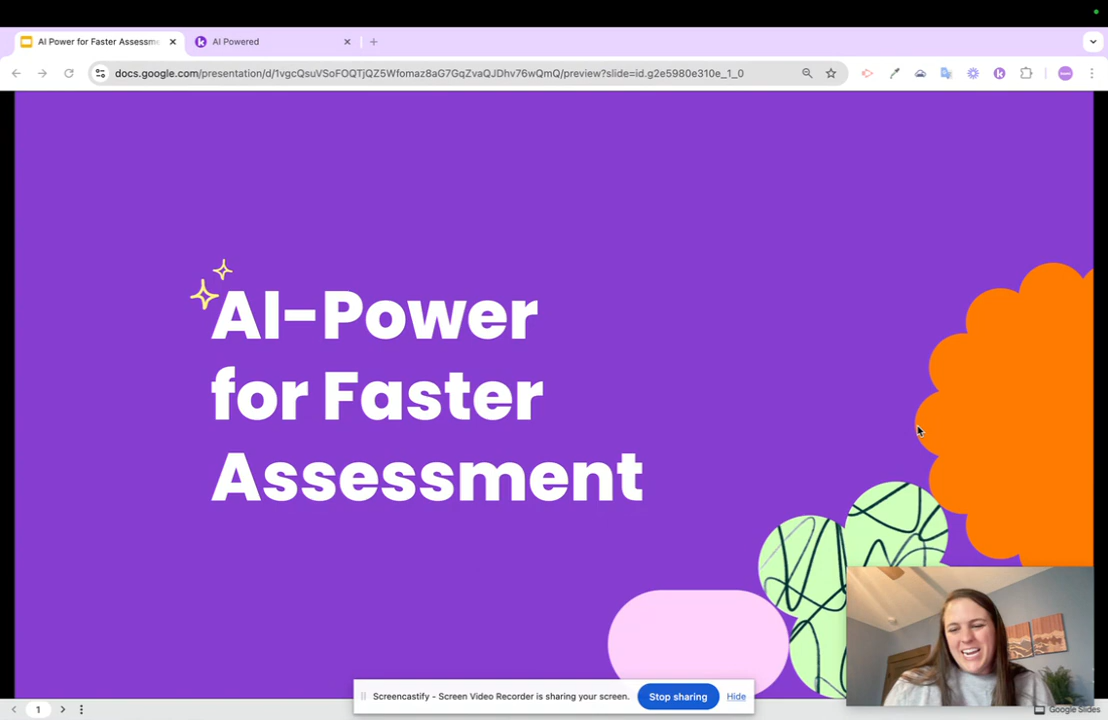 AI Power for Faster Assessm
AI Powered
docs.google.com/presentation/d/1vgcQsuVSoFOQTjQZ5Wfomaz8aG7GqZvaQJDhv76wQmQ/preview?slide=id.g2e5980e310e_1_0
AI-Power
for Faster
Assessment
Screencastify - Screen Video Recorder is sharing your screen.
Stop sharing
Hide
1
Google Slides